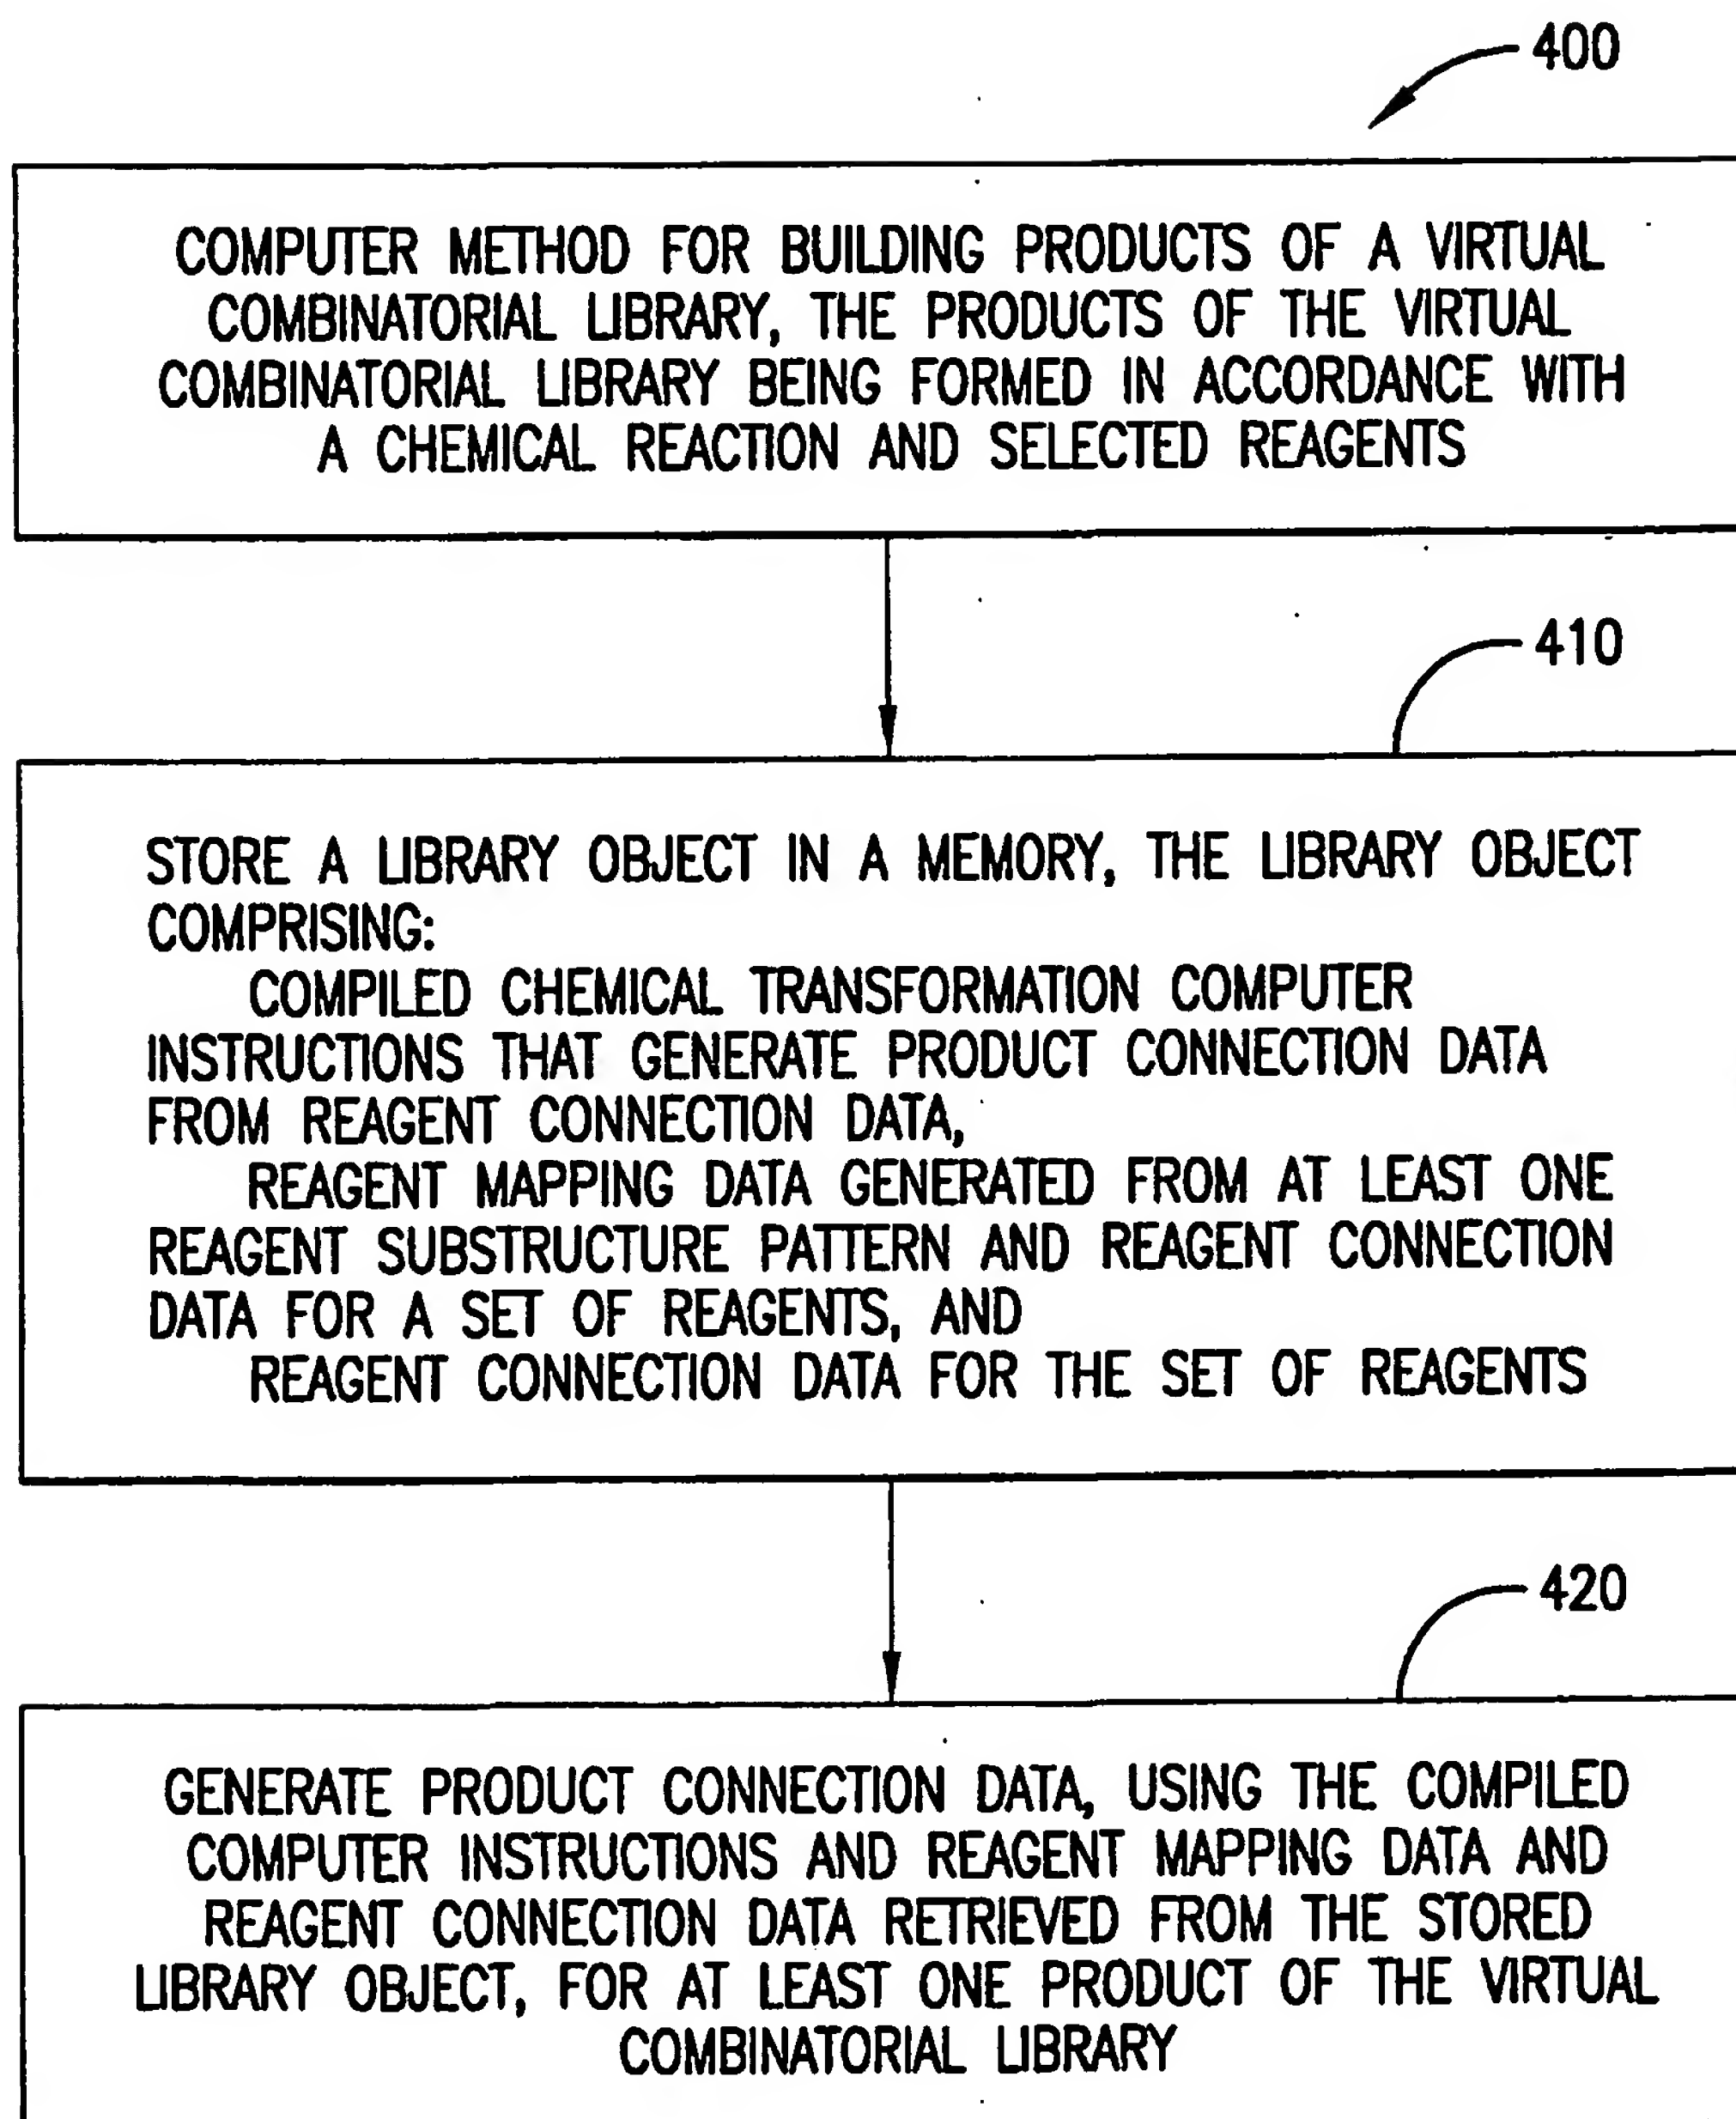 400
COMPUTER METHOD FOR BUILDING PRODUCTS OF A VIRTUAL
COMBINATORIAL LIBRARY, THE PRODUCTS OF THE VIRTUAL
COMBINATORIAL LIBRARY BEING FORMED IN ACCORDANCE WITH
A CHEMICAL REACTION AND SELECTED REAGENTS
410
STORE A LIBRARY OBJECT IN A MEMORY, THE LIBRARY OBJECT
COMPRISING:
COMPILED CHEMICAL TRANSFORMATION COMPUTER
INSTRUCTIONS THAT GENERATE PRODUCT CONNECTION DATA
FROM REAGENT CONNECTION DATA,
REAGENT MAPPING DATA GENERATED FROM AT LEAST ONE
REAGENT SUBSTRUCTURE PATTERN AND REAGENT CONNECTION
DATA FOR A SET OF REAGENTS, AND
REAGENT CONNECTION DATA FOR THE SET OF REAGENTS
420
GENERATE PRODUCT CONNECTION DATA, USING THE COMPILED
COMPUTER INSTRUCTIONS AND REAGENT MAPPING DATA AND
REAGENT CONNECTION DATA RETRIEVED FROM THE STORED
LIBRARY OBJECT, FOR AT LEAST ONE PRODUCT OF THE VIRTUAL
COMBINATORIAL LIBRARY